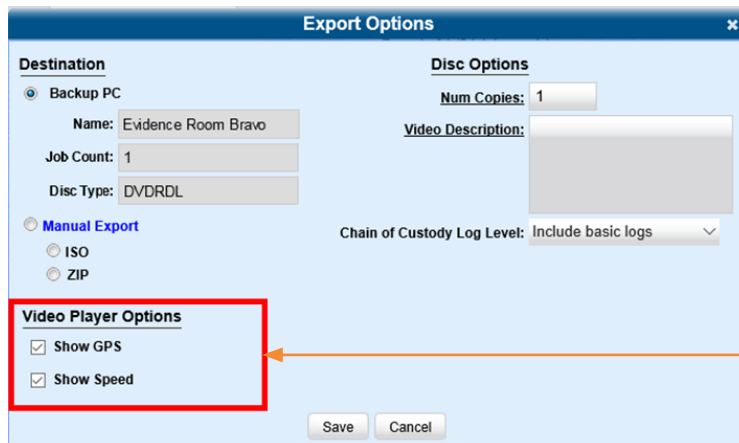 Export Options
Destination
Backup PC
Name: Evidence Room Bravo
Job Count: 1
Disc Type: DVDRDL
Manual Export
ISO
ZIP
Disc Options
Num Copies: 1
Video Description:
Chain of Custody Log Level: Include basic logs
Video Player Options
Show GPS
Show Speed
Save Cancel